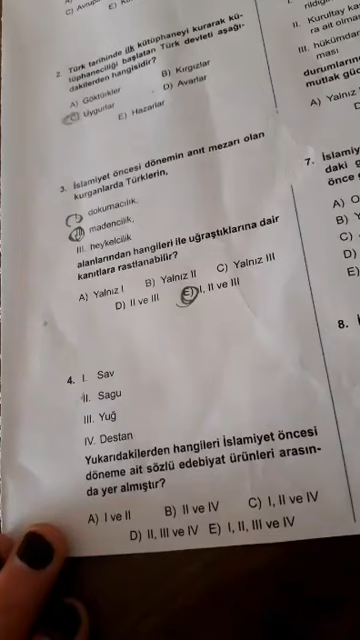 C) Avrupa
2. Türk tarihinde ilk kütüphaneyi kurarak kü-
tüphaneciliği başlatan Türk devleti aşağı-
dakilerden hangisidir?
A) Göktürkler
B) Kırgızlar
C) Uygurlar
D) Avarlar
E) Hazarlar
3. İslamiyet öncesi dönemin anıt mezarı olan
kurganlarda Türklerin,
I. dokumacılık,
II. madencilik,
III. heykelcilik
alanlarından hangileri ile uğraştıklarına dair
kanıtlara rastlanabilir?
A) Yalnız I
B) Yalnız II
C) Yalnız III
D) II ve III
E) I, II ve III
4. I. Sav
II. Sagu
III. Yuğ
IV. Destan
Yukarıdakilerden hangileri İslamiyet öncesi
döneme ait sözlü edebiyat ürünleri arasın-
da yer almıştır?
A) I ve II
B) II ve IV
C) I, II ve IV
D) II, III ve IV E) I, II, III ve IV
II. Kurultay ka
ra ait olma
III. hükümdar
ması
durumların
mutlak gü
A) Yalnız
7. İslamiy
daki g
önce
A) O
B) Y
C)
D)
E)
8.